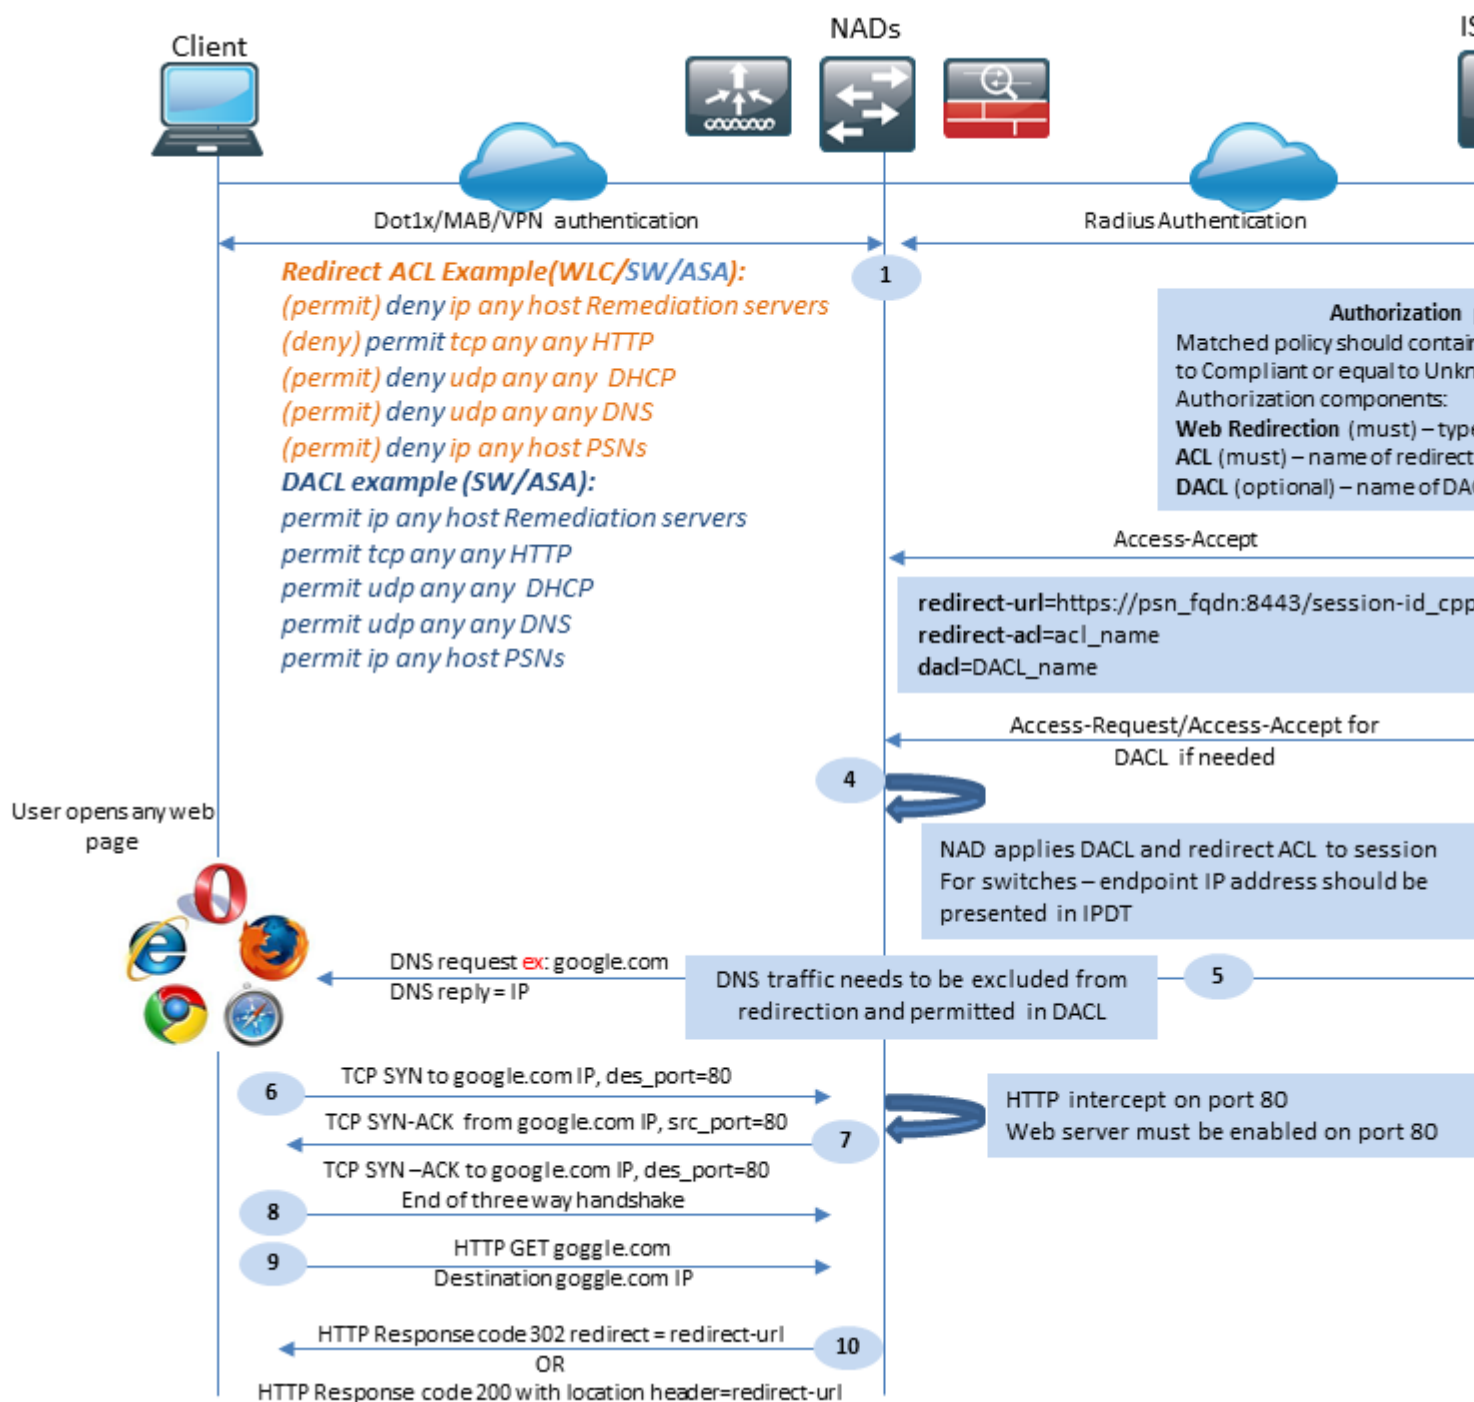 Client
NADs
IS
Dot1x/MAB/VPN authentication
Radius Authentication
1
Redirect ACL Example(WLC/SW/ASA):
(permit) deny ip any host Remediation servers
(deny) permit tcp any any HTTP
(permit) deny udp any any DHCP
(permit) deny udp any any DNS
(permit) deny ip any host PSNs
DACL example (SW/ASA):
permit ip any host Remediation servers
permit tcp any any HTTP
permit udp any any DHCP
permit udp any any DNS
permit ip any host PSNs
Authorization
Matched policy should contain
to Compliant or equal to Unkn
Authorization components:
Web Redirection (must) – type
ACL (must) – name of redirect
DACL (optional) – name of DAC
Access-Accept
redirect-url=https://psn_fqdn:8443/session-id_cpp
redirect-acl=acl_name
dacl=DACL_name
Access-Request/Access-Accept for
DACL if needed
4
NAD applies DACL and redirect ACL to session
For switches – endpoint IP address should be
presented in IPDT
User opens any web
page
DNS request ex: google.com
DNS reply = IP
DNS traffic needs to be excluded from
redirection and permitted in DACL
5
6
TCP SYN to google.com IP, des_port=80
TCP SYN-ACK from google.com IP, src_port=80
7
HTTP intercept on port 80
Web server must be enabled on port 80
TCP SYN –ACK to google.com IP, des_port=80
End of three way handshake
8
HTTP GET goggle.com
9
Destination goggle.com IP
HTTP Response code 302 redirect = redirect-url
10
OR
HTTP Response code 200 with location header=redirect-url